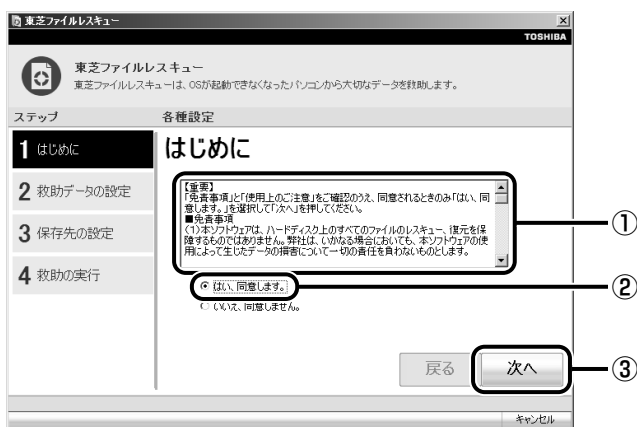 東芝ファイルレスキュー
TOSHIBA
東芝ファイルレスキュー
東芝ファイルレスキューは、OSが起動できなくなったパソコンから大切なデータを救助します。
ステップ
各種設定
1 はじめに
2 救助データの設定
3 保存先の設定
4 救助の実行
はじめに
【重要】
「免責事項」と「使用上のご注意」をご確認のうえ、同意されるときのみ「はい、同
意します。」を選択して「次へ」を押してください。
■免責事項
(1)本ソフトウェアは、ハードディスク上のすべてのファイルのレスキュー、復元を保
障するものではありません。弊社は、いかなる場合においても、本ソフトウェアの使
用によって生じたデータの損害について一切の責任を負わないものとします。
①
はい、同意します。
②
いいえ、同意しません。
戻る
次へ
③
キャンセル